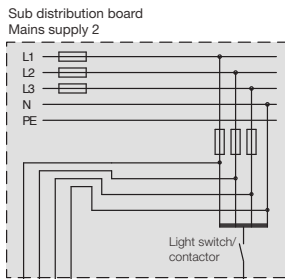 Sub distribution board
Mains supply 2
L1
L2
L3
N
PE
Light switch/
contactor